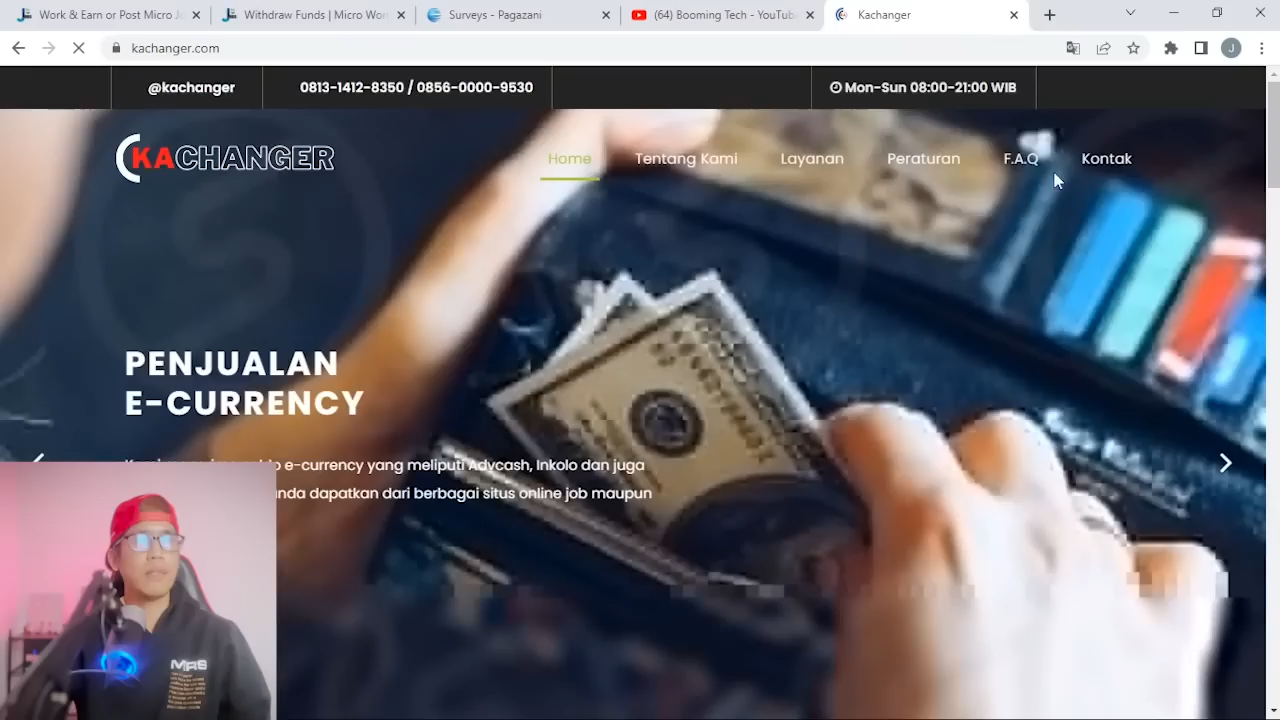 Work & Earn or Post Micro Jo
Withdraw Funds | Micro Wor
Surveys - Pagazani
(64) Booming Tech - YouTub
Kachanger
kachanger.com
J
@kachanger
0813-1412-8350 / 0856-0000-9530
Mon-Sun 08:00-21:00 WIB
KACHANGER
Home
Tentang Kami
Layanan
Peraturan
F.A.Q
Kontak
PENJUALAN
E-CURRENCY
e-currency yang meliputi Advcash, Inkolo dan juga
nda dapatkan dari berbagai situs online job maupun